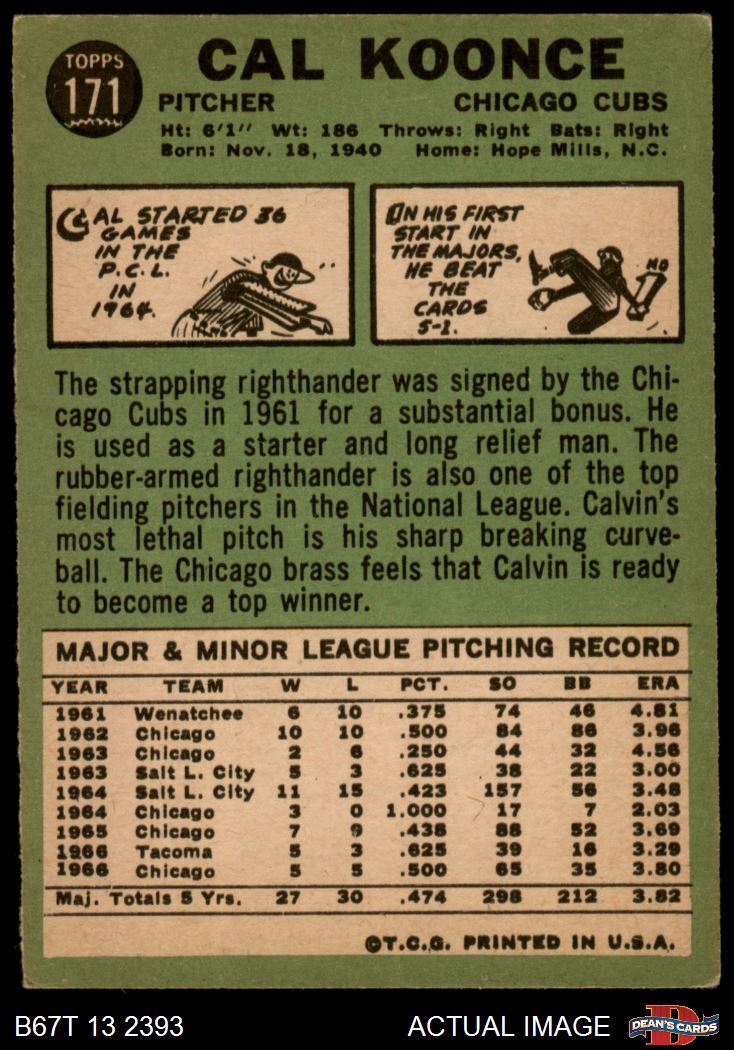 TOPPS
171
CAL KOONCE
PITCHER CHICAGO CUBS
Ht: 6'1" Wt: 186 Throws: Right Bats: Right
Born: Nov. 18, 1940 Home: Hope Mills, N.C.
CAL STARTED 36
GAMES
IN THE
P.C.L.
IN
1964.
ON HIS FIRST
START IN
THE MAJORS,
HE BEAT
THE
CARDS
5-1.
NO
The strapping righthander was signed by the Chi-
cago Cubs in 1961 for a substantial bonus. He
is used as a starter and long relief man. The
rubber-armed righthander is also one of the top
fielding pitchers in the National League. Calvin's
most lethal pitch is his sharp breaking curve-
ball. The Chicago brass feels that Calvin is ready
to become a top winner.
MAJOR & MINOR LEAGUE PITCHING RECORD
YEAR TEAM W L PCT. SO BB ERA
1961 Wenatchee 6 10 .375 74 46 4.81
1962 Chicago 10 10 .500 84 86 3.96
1963 Chicago 2 6 .250 44 32 4.56
1963 Salt L. City 5 3 .625 38 22 3.00
1964 Salt L. City 11 15 .423 157 56 3.48
1964 Chicago 3 0 1.000 17 7 2.03
1965 Chicago 7 9 .438 88 52 3.69
1966 Tacoma 5 3 .625 39 16 3.29
1966 Chicago 5 5 .500 65 35 3.80
Maj. Totals 5 Yrs. 27 30 .474 298 212 3.82
©T.C.G. PRINTED IN U.S.A.
B67T 13 2393 ACTUAL IMAGE DEAN'S CARDS